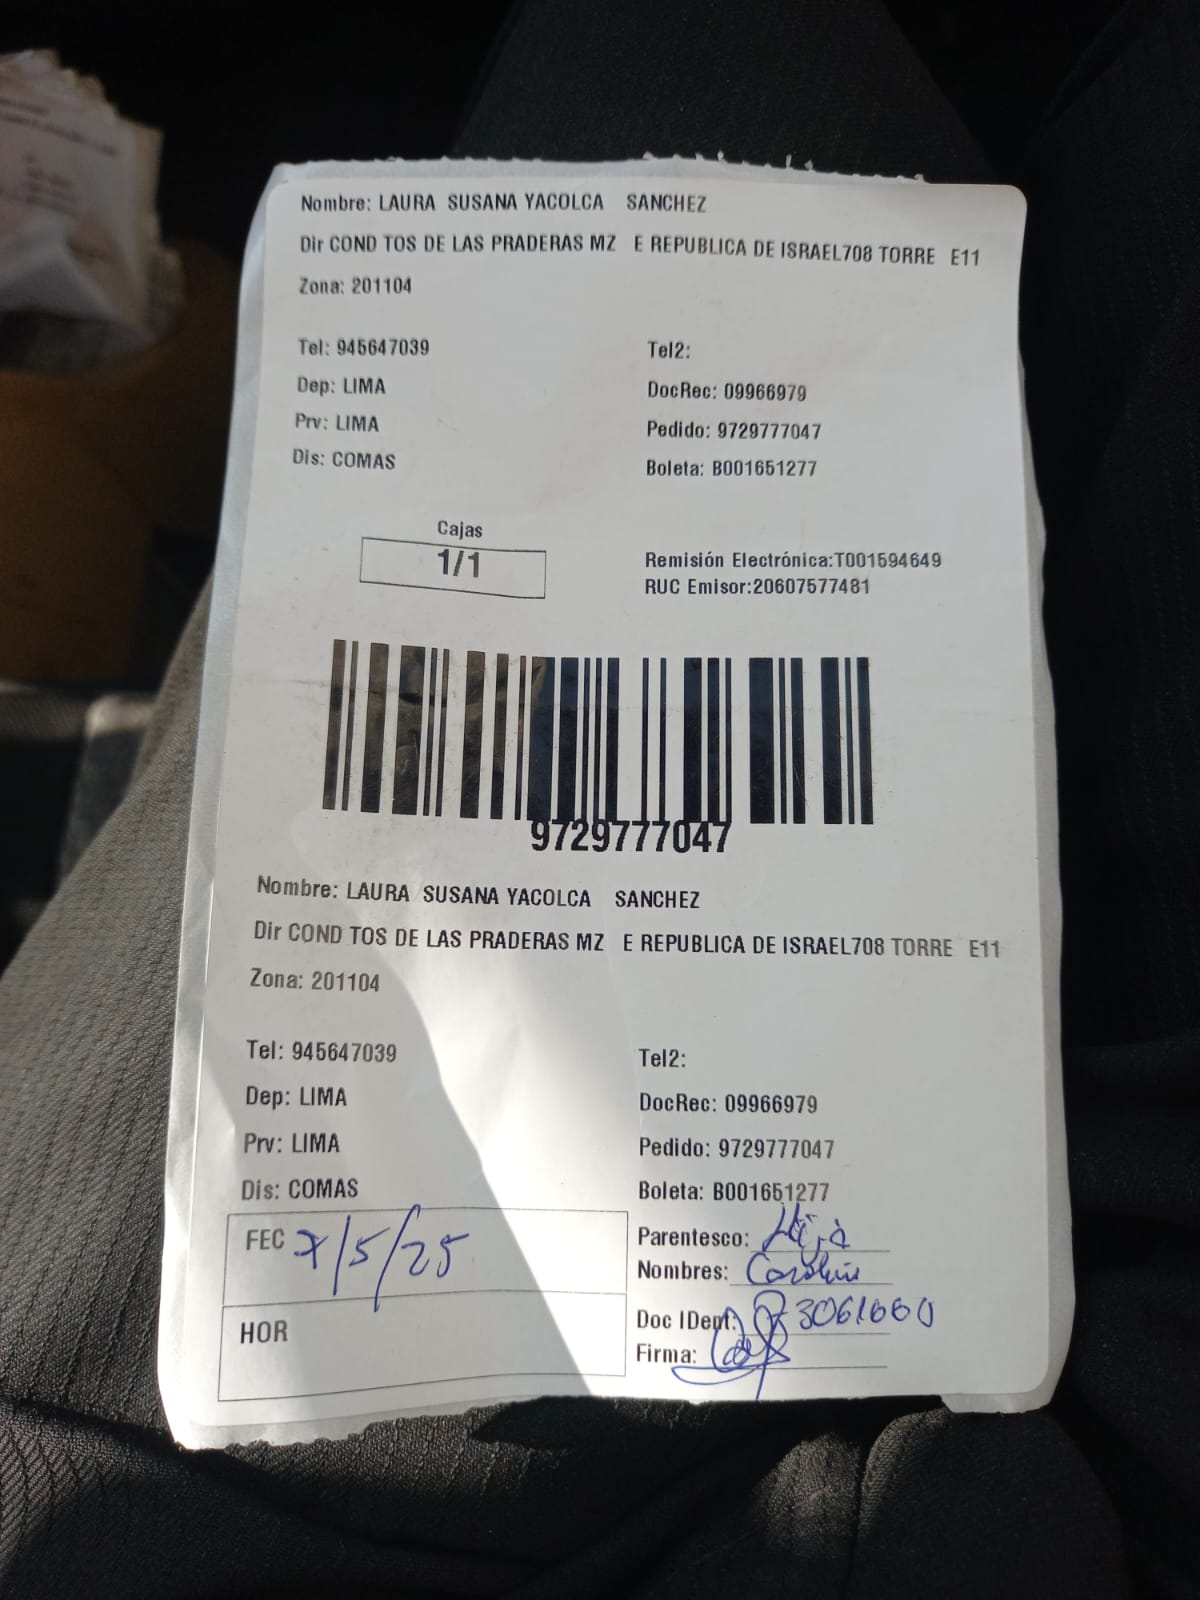 Nombre: LAURA SUSANA YACOLCA SANCHEZ
Dir COND TOS DE LAS PRADERAS MZ E REPUBLICA DE ISRAEL708 TORRE E11
Zona: 201104
Tel: 945647039 Tel2:
Dep: LIMA DocRec: 09966979
Prv: LIMA Pedido: 9729777047
Dis: COMAS Boleta: B001651277
Cajas
1/1
Remisión Electrónica:T001594649
RUC Emisor:20607577481
9729777047
Nombre: LAURA SUSANA YACOLCA SANCHEZ
Dir COND TOS DE LAS PRADERAS MZ E REPUBLICA DE ISRAEL708 TORRE E11
Zona: 201104
Tel: 945647039 Tel2:
Dep: LIMA DocRec: 09966979
Prv: LIMA Pedido: 9729777047
Dis: COMAS Boleta: B001651277
FEC 7/5/25
Parentesco: Hija
Nombres:
HOR
Doc IDent:
Firma: